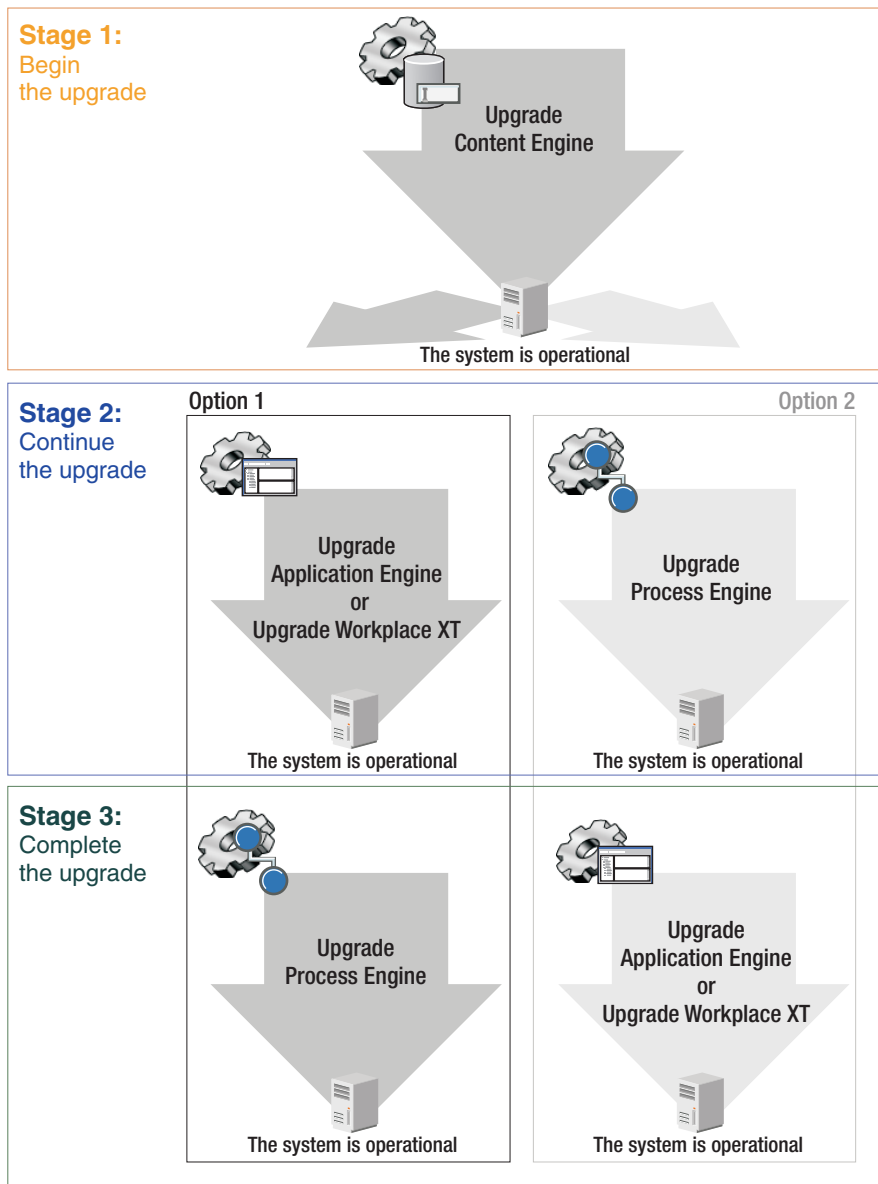 Stage 1:
Begin
the upgrade
Upgrade
Content Engine
The system is operational
Stage 2:
Continue
the upgrade
Option 1
Upgrade
Application Engine
or
Upgrade Workplace XT
The system is operational
Option 2
Upgrade
Process Engine
The system is operational
Stage 3:
Complete
the upgrade
Upgrade
Process Engine
The system is operational
Upgrade
Application Engine
or
Upgrade Workplace XT
The system is operational